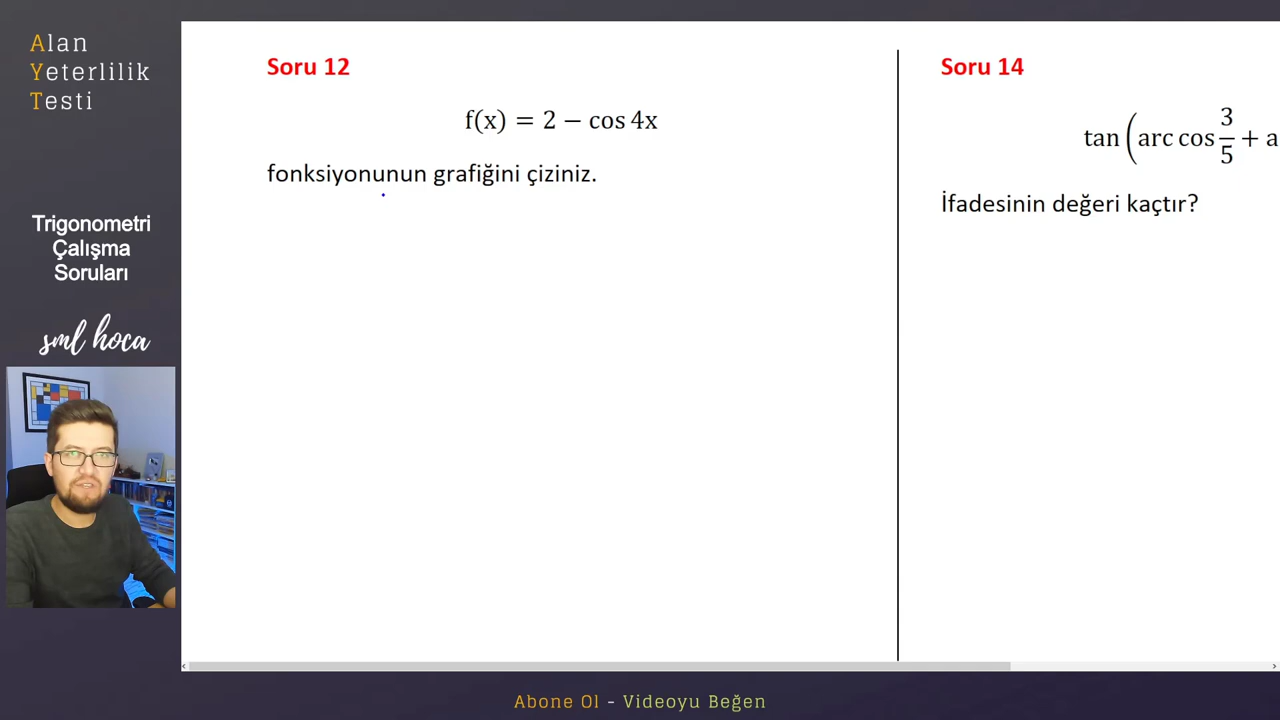 Alan
Yeterlilik
Testi
Trigonometri
Çalışma
Soruları
sml hoca
Soru 12
f(x) = 2 − cos 4x
fonksiyonunun grafiğini çiziniz.
Soru 14
tan (arc cos 3/5 + a
İfadesinin değeri kaçtır?
Abone Ol - Videoyu Beğen